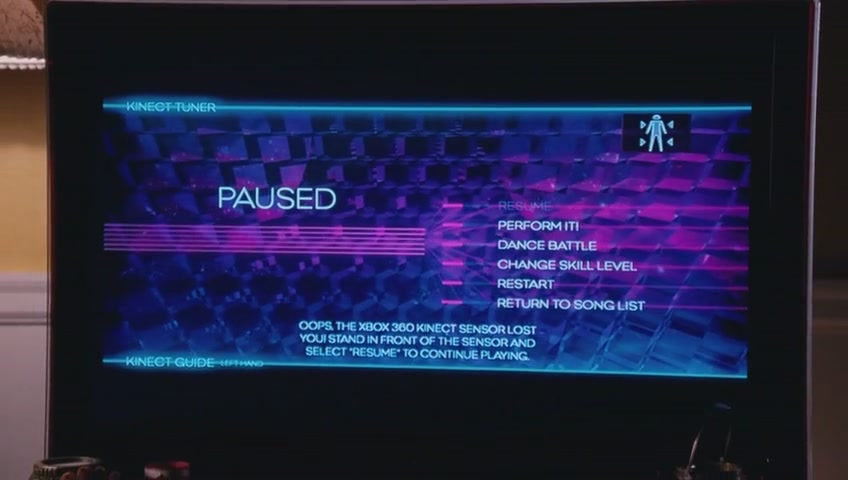 KINECT TUNER
PAUSED
RESUME
PERFORM IT!
DANCE BATTLE
CHANGE SKILL LEVEL
RESTART
RETURN TO SONG LIST
OOPS, THE XBOX 360 KINECT SENSOR LOST
YOU! STAND IN FRONT OF THE SENSOR AND
SELECT "RESUME" TO CONTINUE PLAYING.
KINECT GUIDE LEFT HAND